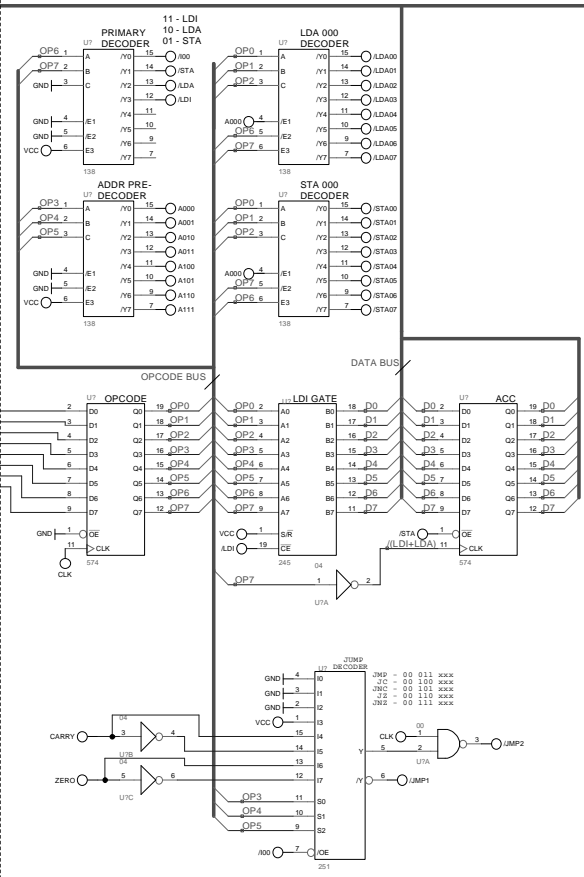 11 - LDI
10 - LDA
01 - STA
PRIMARY
DECODER
U?
OP6 1 A /Y0 15 /I00
OP7 2 B /Y1 14 /STA
GND 3 C /Y2 13 /LDA
/Y3 12 /LDI
/Y4 11
GND 4 /E1 /Y5 10
GND 5 /E2 /Y6 9
VCC 6 E3 /Y7 7
138
LDA 000
DECODER
U?
OP0 1 A /Y0 15 /LDA00
OP1 2 B /Y1 14 /LDA01
OP2 3 C /Y2 13 /LDA02
/Y3 12 /LDA03
/Y4 11 /LDA04
A000 4 /E1 /Y5 10 /LDA05
OP6 5 /E2 /Y6 9 /LDA06
OP7 6 E3 /Y7 7 /LDA07
138
ADDR PRE-
DECODER
U?
OP3 1 A /Y0 15 A000
OP4 2 B /Y1 14 A001
OP5 3 C /Y2 13 A010
/Y3 12 A011
/Y4 11 A100
GND 4 /E1 /Y5 10 A101
GND 5 /E2 /Y6 9 A110
VCC 6 E3 /Y7 7 A111
138
STA 000
DECODER
U?
OP0 1 A /Y0 15 /STA00
OP1 2 B /Y1 14 /STA01
OP2 3 C /Y2 13 /STA02
/Y3 12 /STA03
/Y4 11 /STA04
A000 4 /E1 /Y5 10 /STA05
OP7 5 /E2 /Y6 9 /STA06
OP6 6 E3 /Y7 7 /STA07
138
OPCODE BUS
DATA BUS
U? OPCODE
2 D0 Q0 19 OP0
3 D1 Q1 18 OP1
4 D2 Q2 17 OP2
5 D3 Q3 16 OP3
6 D4 Q4 15 OP4
7 D5 Q5 14 OP5
8 D6 Q6 13 OP6
9 D7 Q7 12 OP7
GND 1 OE
11 CLK
CLK
574
U? LDI GATE
OP0 2 A0 B0 18 D0
OP1 3 A1 B1 17 D1
OP2 4 A2 B2 16 D2
OP3 5 A3 B3 15 D3
OP4 6 A4 B4 14 D4
OP5 7 A5 B5 13 D5
OP6 8 A6 B6 12 D6
OP7 9 A7 B7 11 D7
VCC 1 S/R
/LDI 19 CE
245
U? ACC
D0 2 D0 Q0 19 D0
D1 3 D1 Q1 18 D1
D2 4 D2 Q2 17 D2
D3 5 D3 Q3 16 D3
D4 6 D4 Q4 15 D4
D5 7 D5 Q5 14 D5
D6 8 D6 Q6 13 D6
D7 9 D7 Q7 12 D7
/STA 1 OE
/(LDI+LDA) 11 CLK
574
04
OP7 1 2
U?A
JUMP
DECODER
U?
JMP - 00 011 xxx
JC - 00 100 xxx
JNC - 00 101 xxx
JZ - 00 110 xxx
JNZ - 00 111 xxx
GND 4 I0
GND 3 I1
GND 2 I2
VCC 1 I3
15 I4
14 I5
13 I6
12 I7
OP3 11 S0
OP4 10 S1
OP5 9 S2
/I00 7 /OE
Y 5
/Y 6 /JMP1
251
CARRY 04 3 4
U?B
ZERO 04 5 6
U?C
00
CLK 1
2
3 /JMP2
U?A